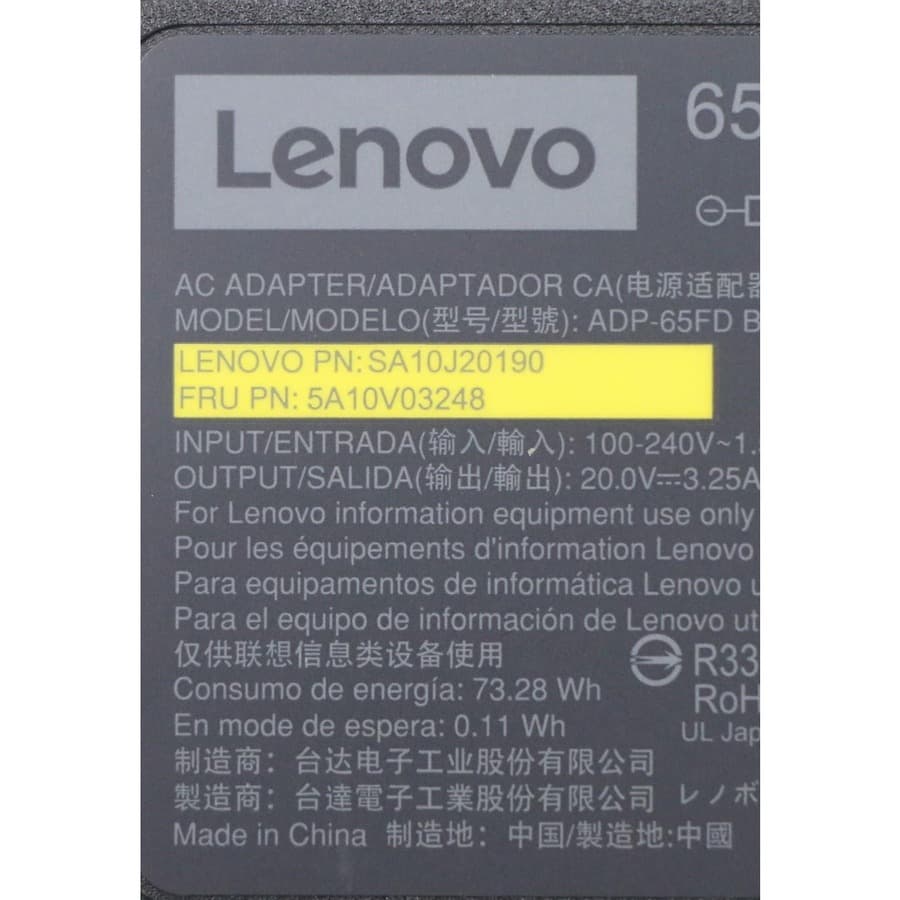 Lenovo
65
AC ADAPTER/ADAPTADOR CA(电源适配器
MODEL/MODELO(型号/型號): ADP-65FD B
LENOVO PN:SA10J20190
FRU PN: 5A10V03248
INPUT/ENTRADA(输入/輸入): 100-240V~1.
OUTPUT/SALIDA(输出/輸出): 20.0V⎓3.25A
For Lenovo information equipment use only
Pour les équipements d'information Lenovo
Para equipamentos de informática Lenovo
Para el equipo de información de Lenovo ut
仅供联想信息类设备使用
R33
Consumo de energía: 73.28 Wh
RoH
En mode de espera: 0.11 Wh
UL Jap
制造商：台达电子工业股份有限公司
製造商：台達電子工業股份有限公司 レノボ
Made in China 制造地：中国/製造地:中國